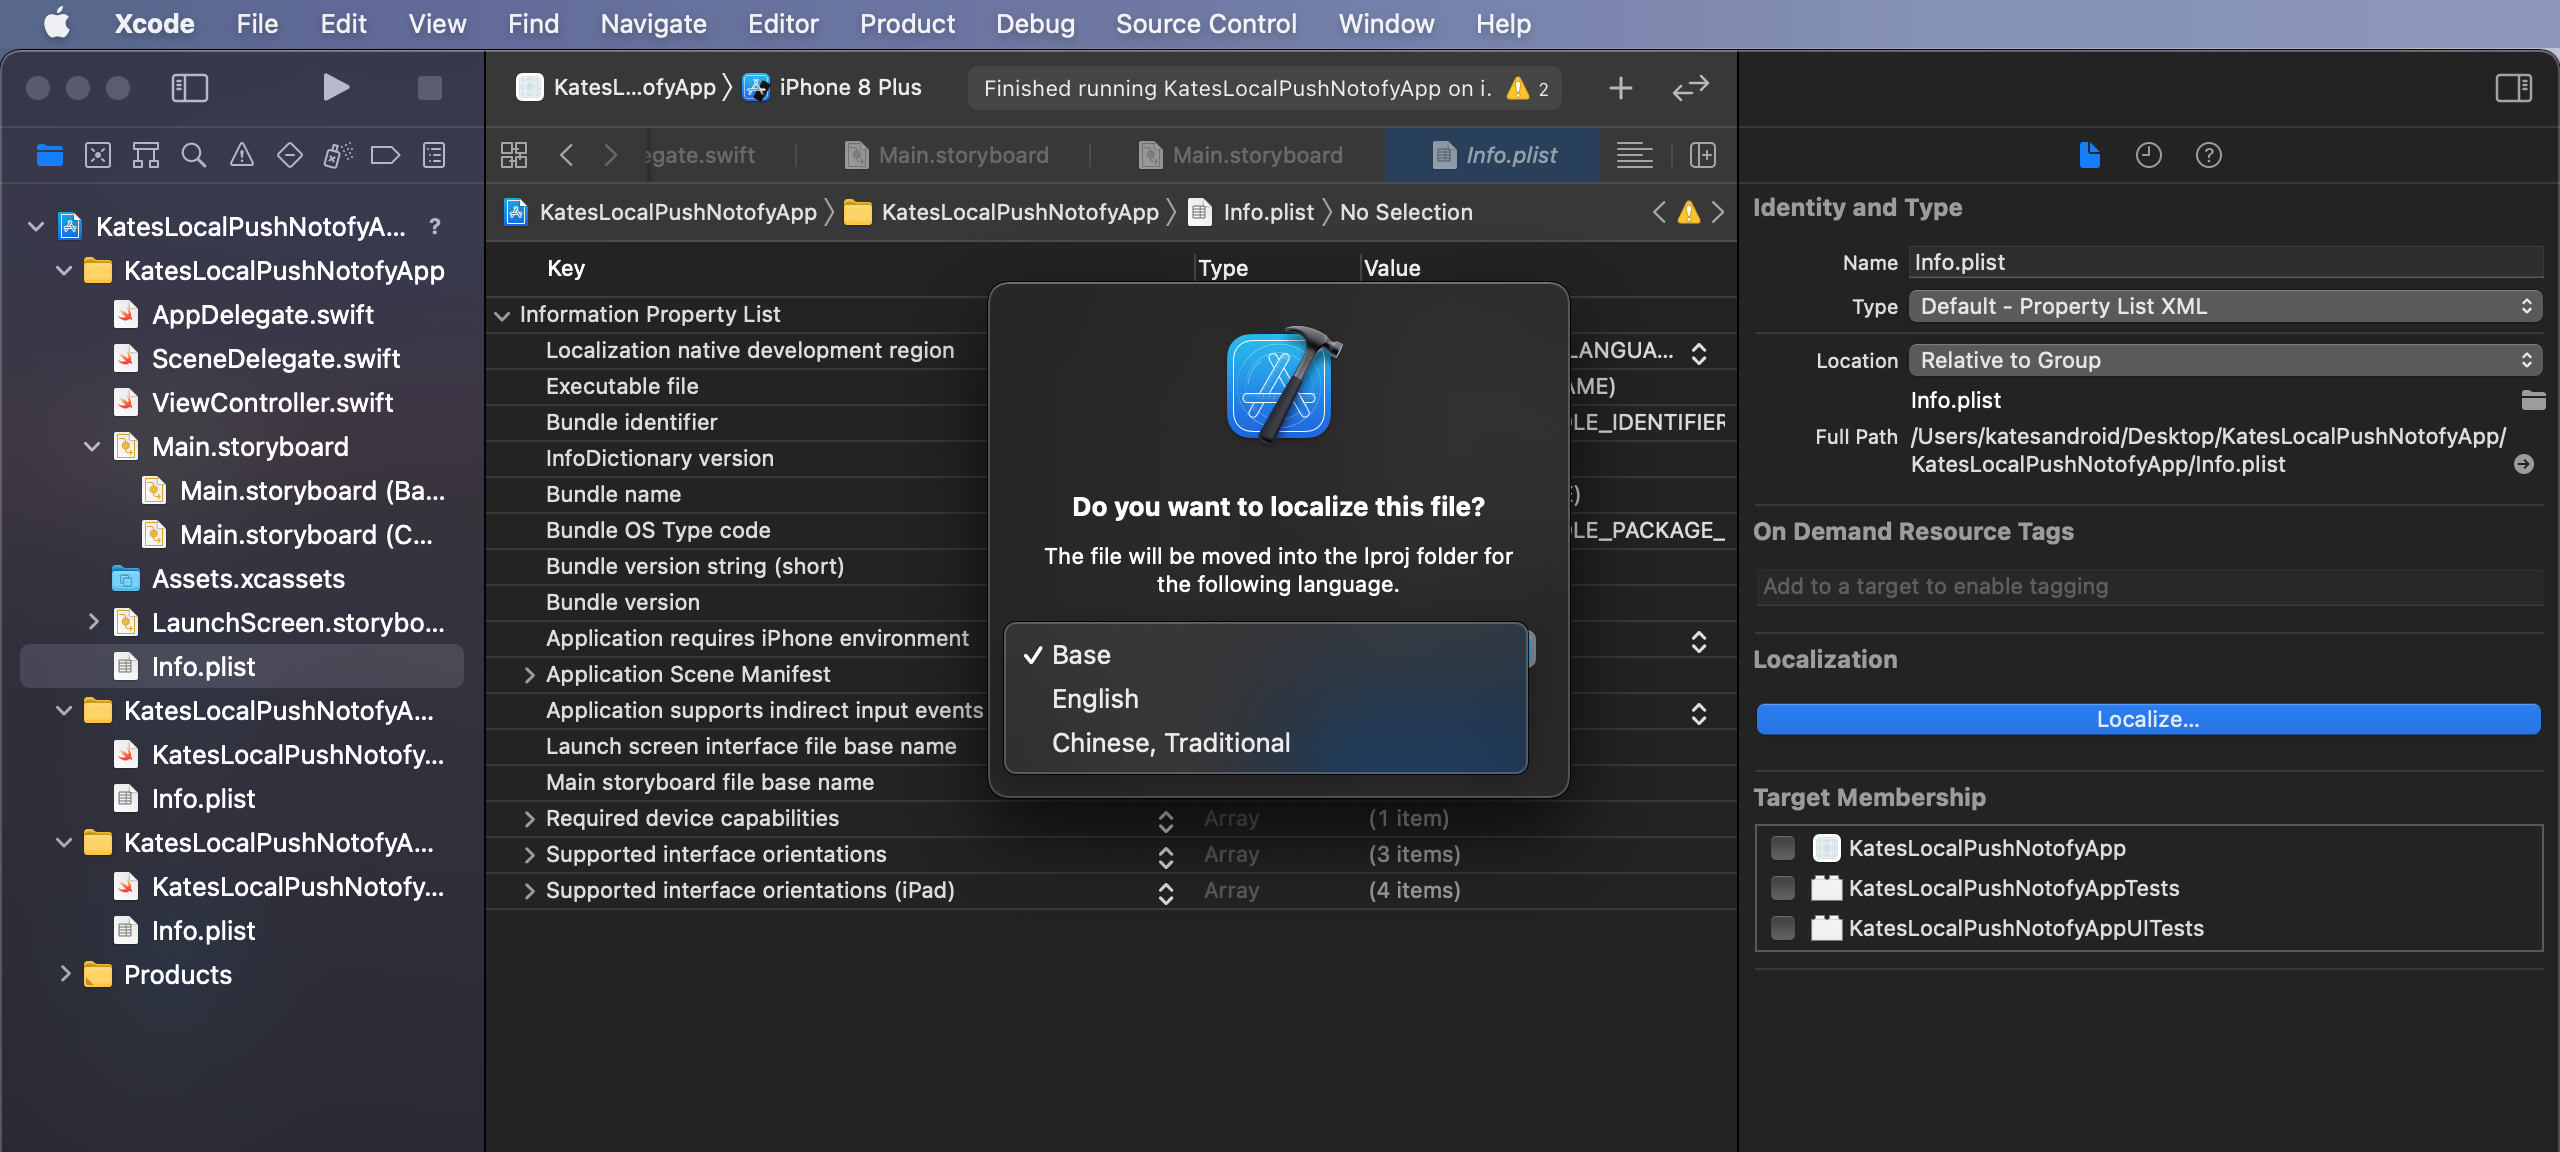 Xcode File Edit View Find Navigate Editor Product Debug Source Control Window Help
KatesL...ofyApp iPhone 8 Plus
Finished running KatesLocalPushNotofyApp on i. 2
egate.swift
Main.storyboard
Main.storyboard
Info.plist
KatesLocalPushNotofyApp KatesLocalPushNotofyApp Info.plist No Selection
KatesLocalPushNotofyA... ?
KatesLocalPushNotofyApp
AppDelegate.swift
SceneDelegate.swift
ViewController.swift
Main.storyboard
Main.storyboard (Ba...
Main.storyboard (C...
Assets.xcassets
LaunchScreen.storybo...
Info.plist
KatesLocalPushNotofyA...
KatesLocalPushNotofy...
Info.plist
KatesLocalPushNotofyA...
KatesLocalPushNotofy...
Info.plist
Products
Key Type Value
Information Property List
Localization native development region LANGUA...
Executable file AME)
Bundle identifier LE_IDENTIFIER
InfoDictionary version
Bundle name )
Bundle OS Type code LE_PACKAGE_
Bundle version string (short)
Bundle version
Application requires iPhone environment
Application Scene Manifest
Application supports indirect input events
Launch screen interface file base name
Main storyboard file base name
Required device capabilities Array (1 item)
Supported interface orientations Array (3 items)
Supported interface orientations (iPad) Array (4 items)
Do you want to localize this file?
The file will be moved into the lproj folder for
the following language.
✓ Base
English
Chinese, Traditional
Identity and Type
Name Info.plist
Type Default - Property List XML
Location Relative to Group
Info.plist
Full Path /Users/katesandroid/Desktop/KatesLocalPushNotofyApp/
KatesLocalPushNotofyApp/Info.plist
On Demand Resource Tags
Add to a target to enable tagging
Localization
Localize...
Target Membership
KatesLocalPushNotofyApp
KatesLocalPushNotofyAppTests
KatesLocalPushNotofyAppUITests